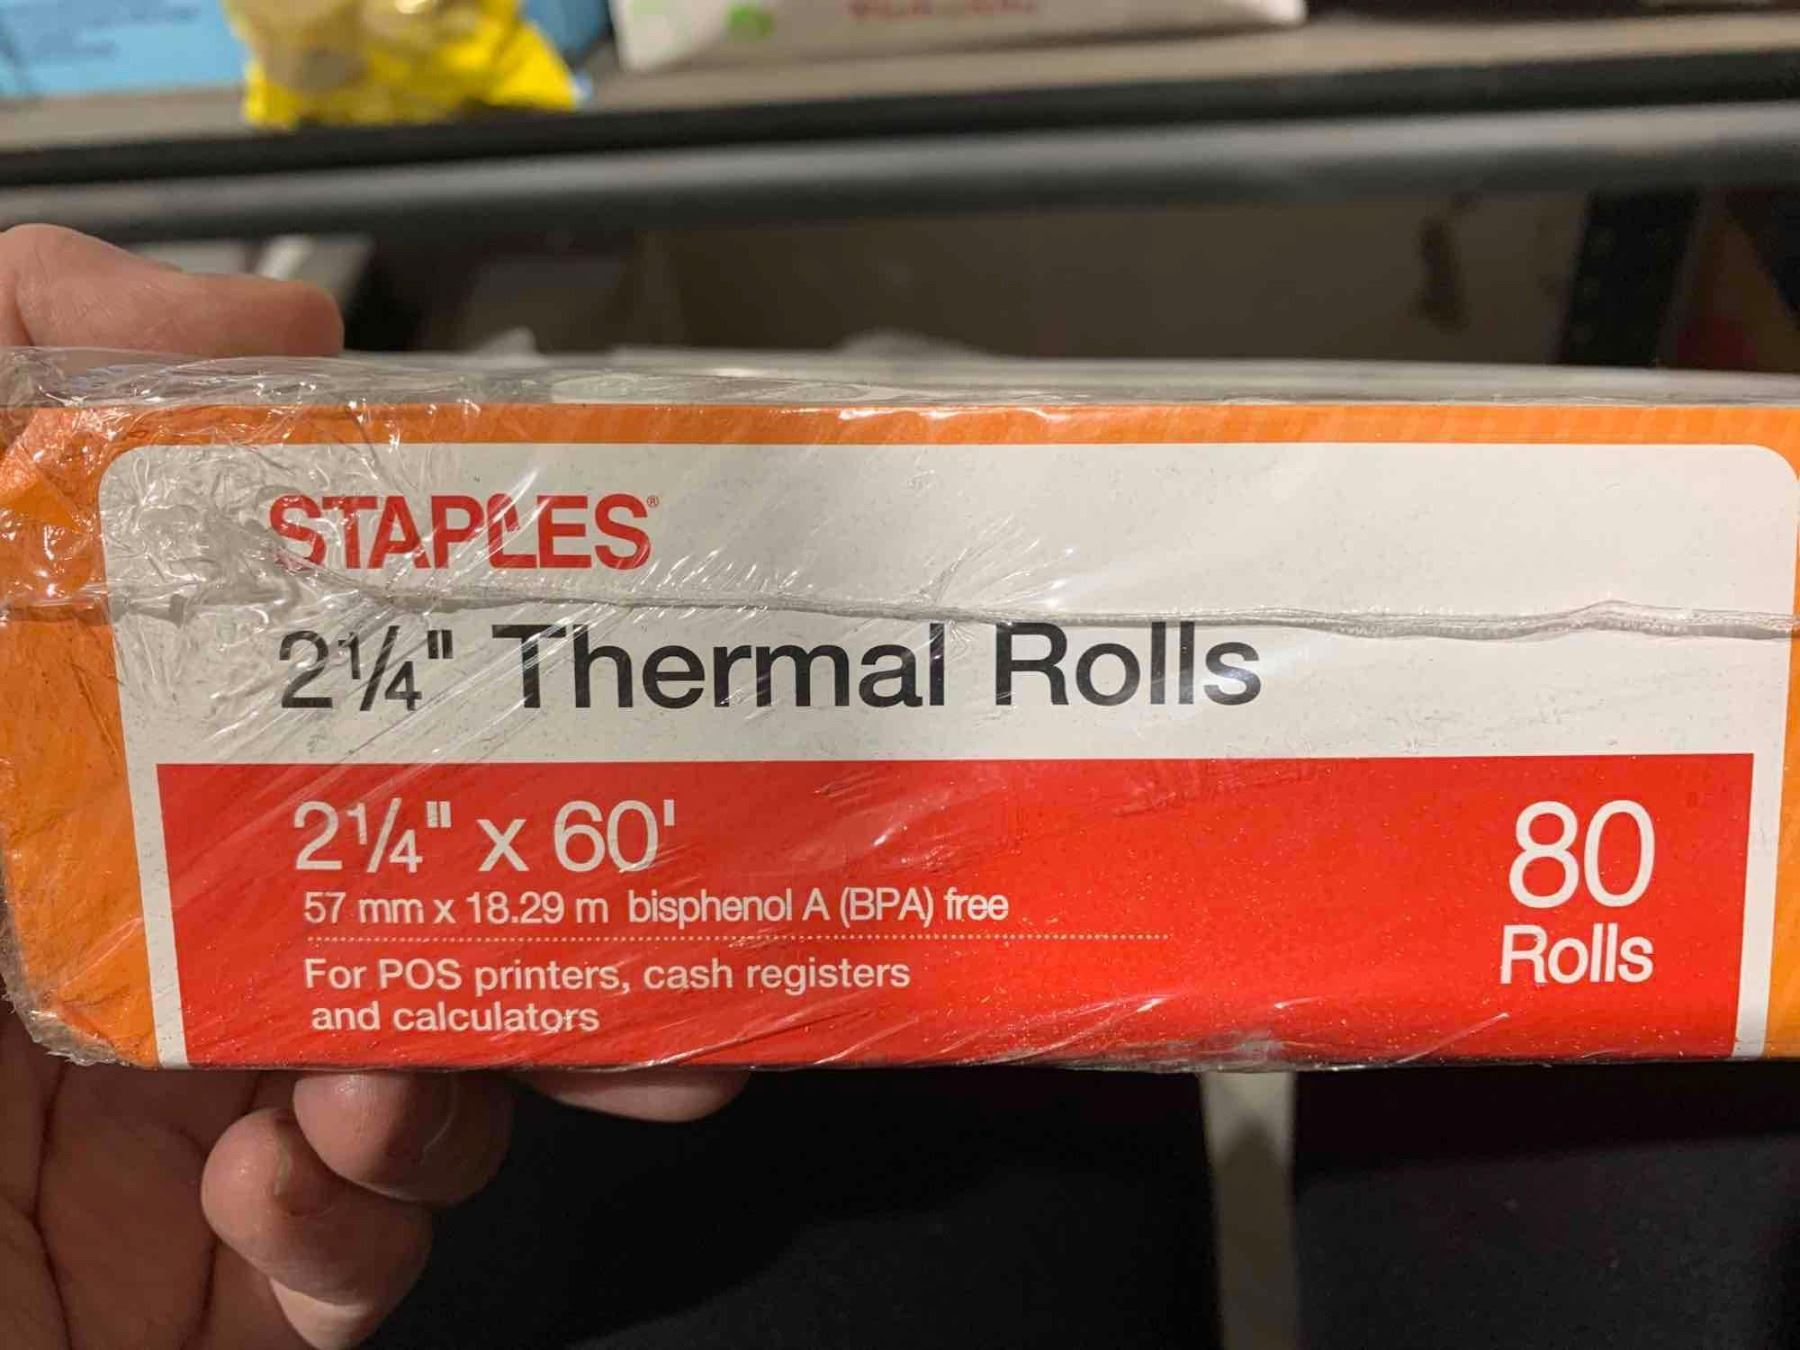 STAPLES®
2¼" Thermal Rolls
2¼" x 60'
57 mm x 18.29 m bisphenol A (BPA) free
For POS printers, cash registers
and calculators
80
Rolls